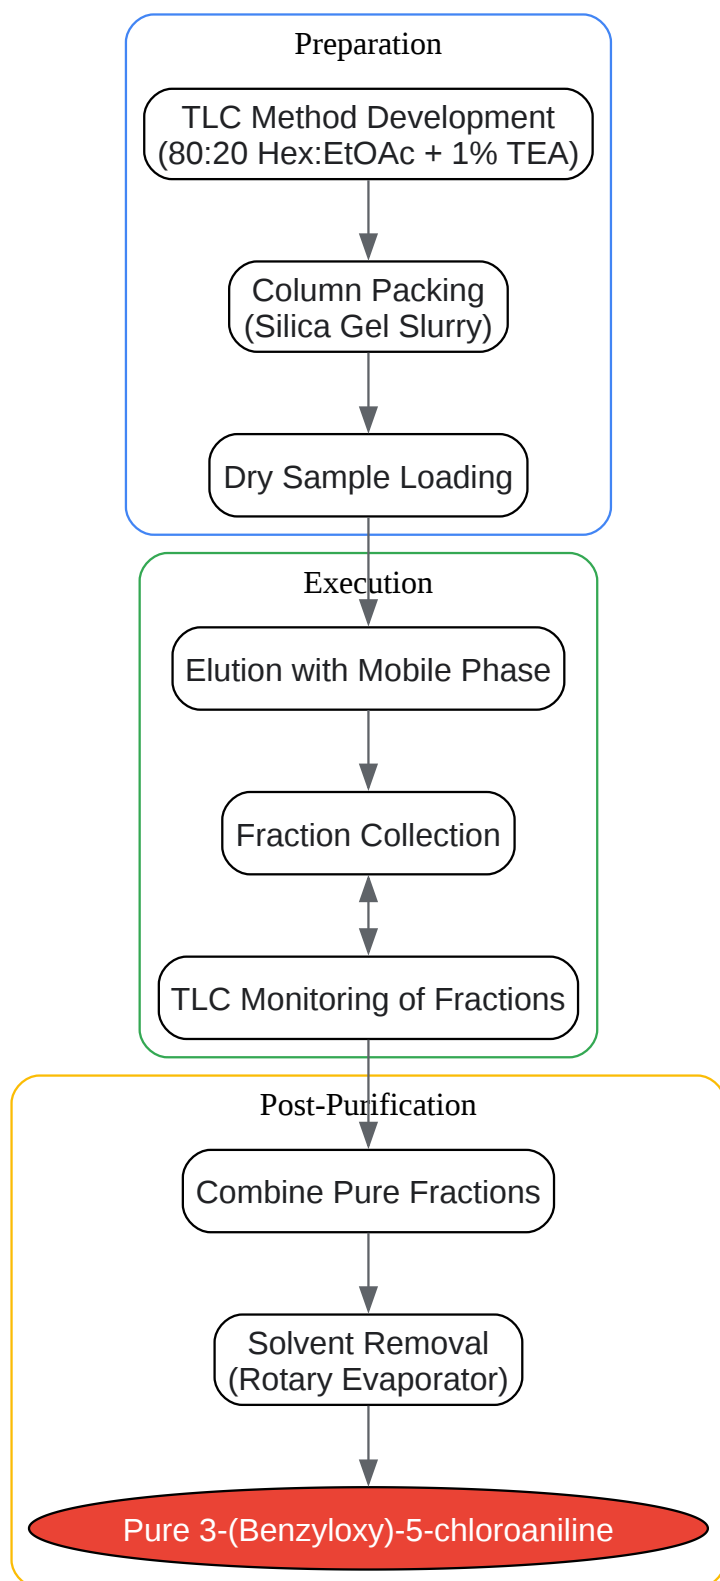 Preparation
TLC Method Development
(80:20 Hex:EtOAc + 1% TEA)
Column Packing
(Silica Gel Slurry)
Dry Sample Loading
Execution
Elution with Mobile Phase
Fraction Collection
TLC Monitoring of Fractions
Post-Purification
Combine Pure Fractions
Solvent Removal
(Rotary Evaporator)
Pure 3-(Benzyloxy)-5-chloroaniline